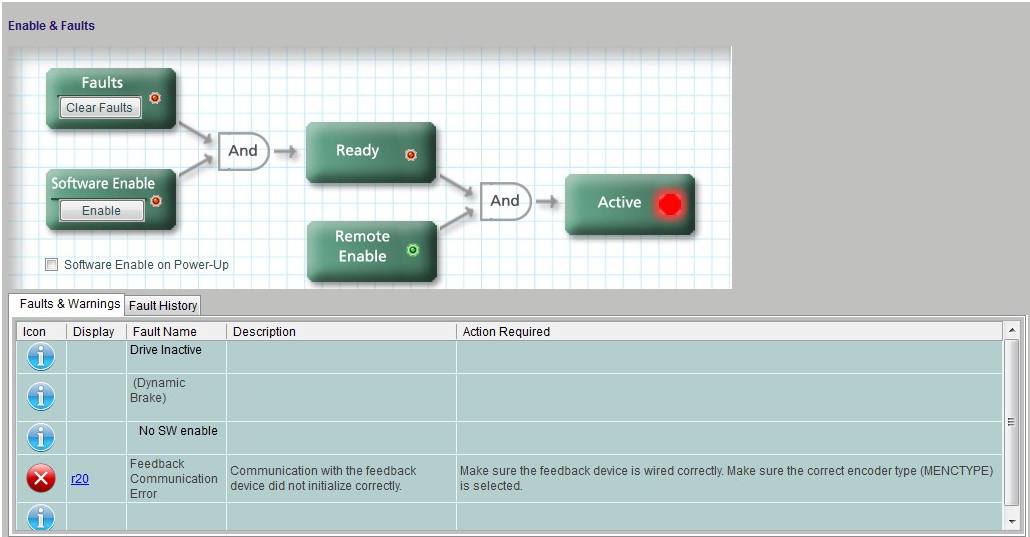 Enable & Faults
Faults
Clear Faults
And
Ready
Software Enable
Enable
And
Active
Remote
Enable
Software Enable on Power-Up
Faults & Warnings
Fault History
Icon Display Fault Name Description Action Required
Drive Inactive
(Dynamic
Brake)
No SW enable
r20
Feedback
Communication
Error
Communication with the feedback
device did not initialize correctly.
Make sure the feedback device is wired correctly. Make sure the correct encoder type (MENCTYPE)
is selected.